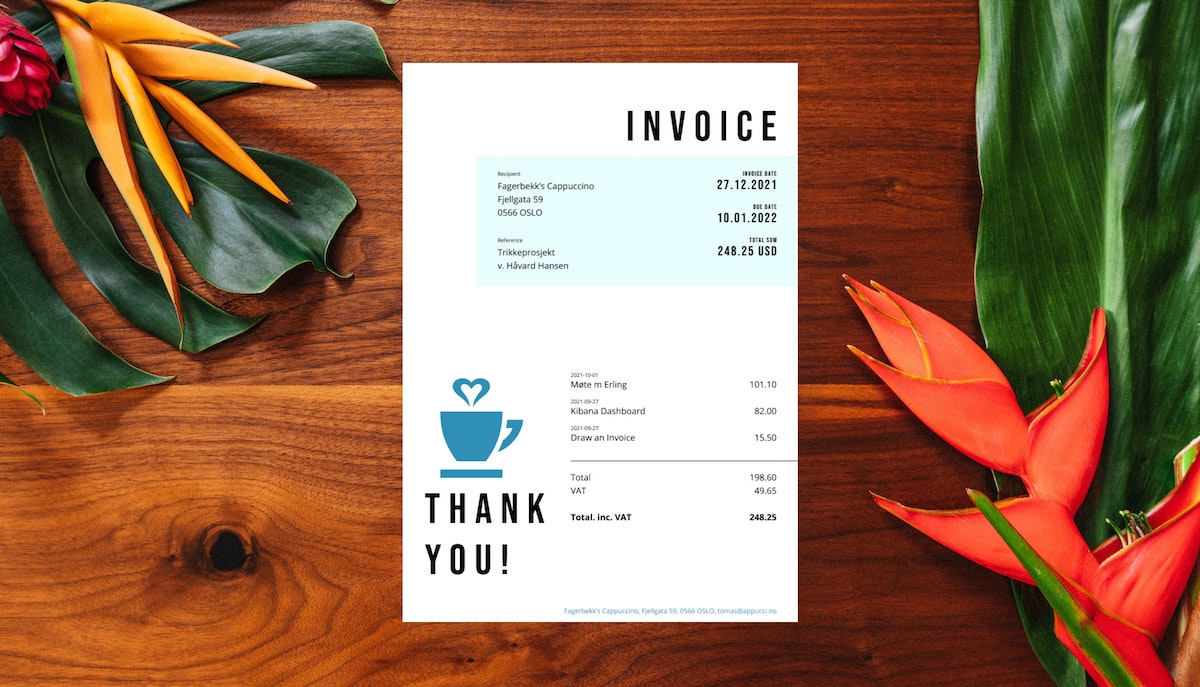 INVOICE
Recipient
Fagerbekk's Cappuccino
Fjellgata 59
0566 OSLO
Reference
Trikkeprosjekt
v. Håvard Hansen
INVOICE DATE
27.12.2021
DUE DATE
10.01.2022
TOTAL SUM
248.25 USD
2021-10-01
Møte m Erling 101.10
2021-09-27
Kibana Dashboard 82.00
2021-09-27
Draw an Invoice 15.50
Total 198.60
VAT 49.65
Total. inc. VAT 248.25
THANK
YOU!
Fagerbekk's Cappuccino, Fjellgata 59, 0566 OSLO, tomas@appucci.no